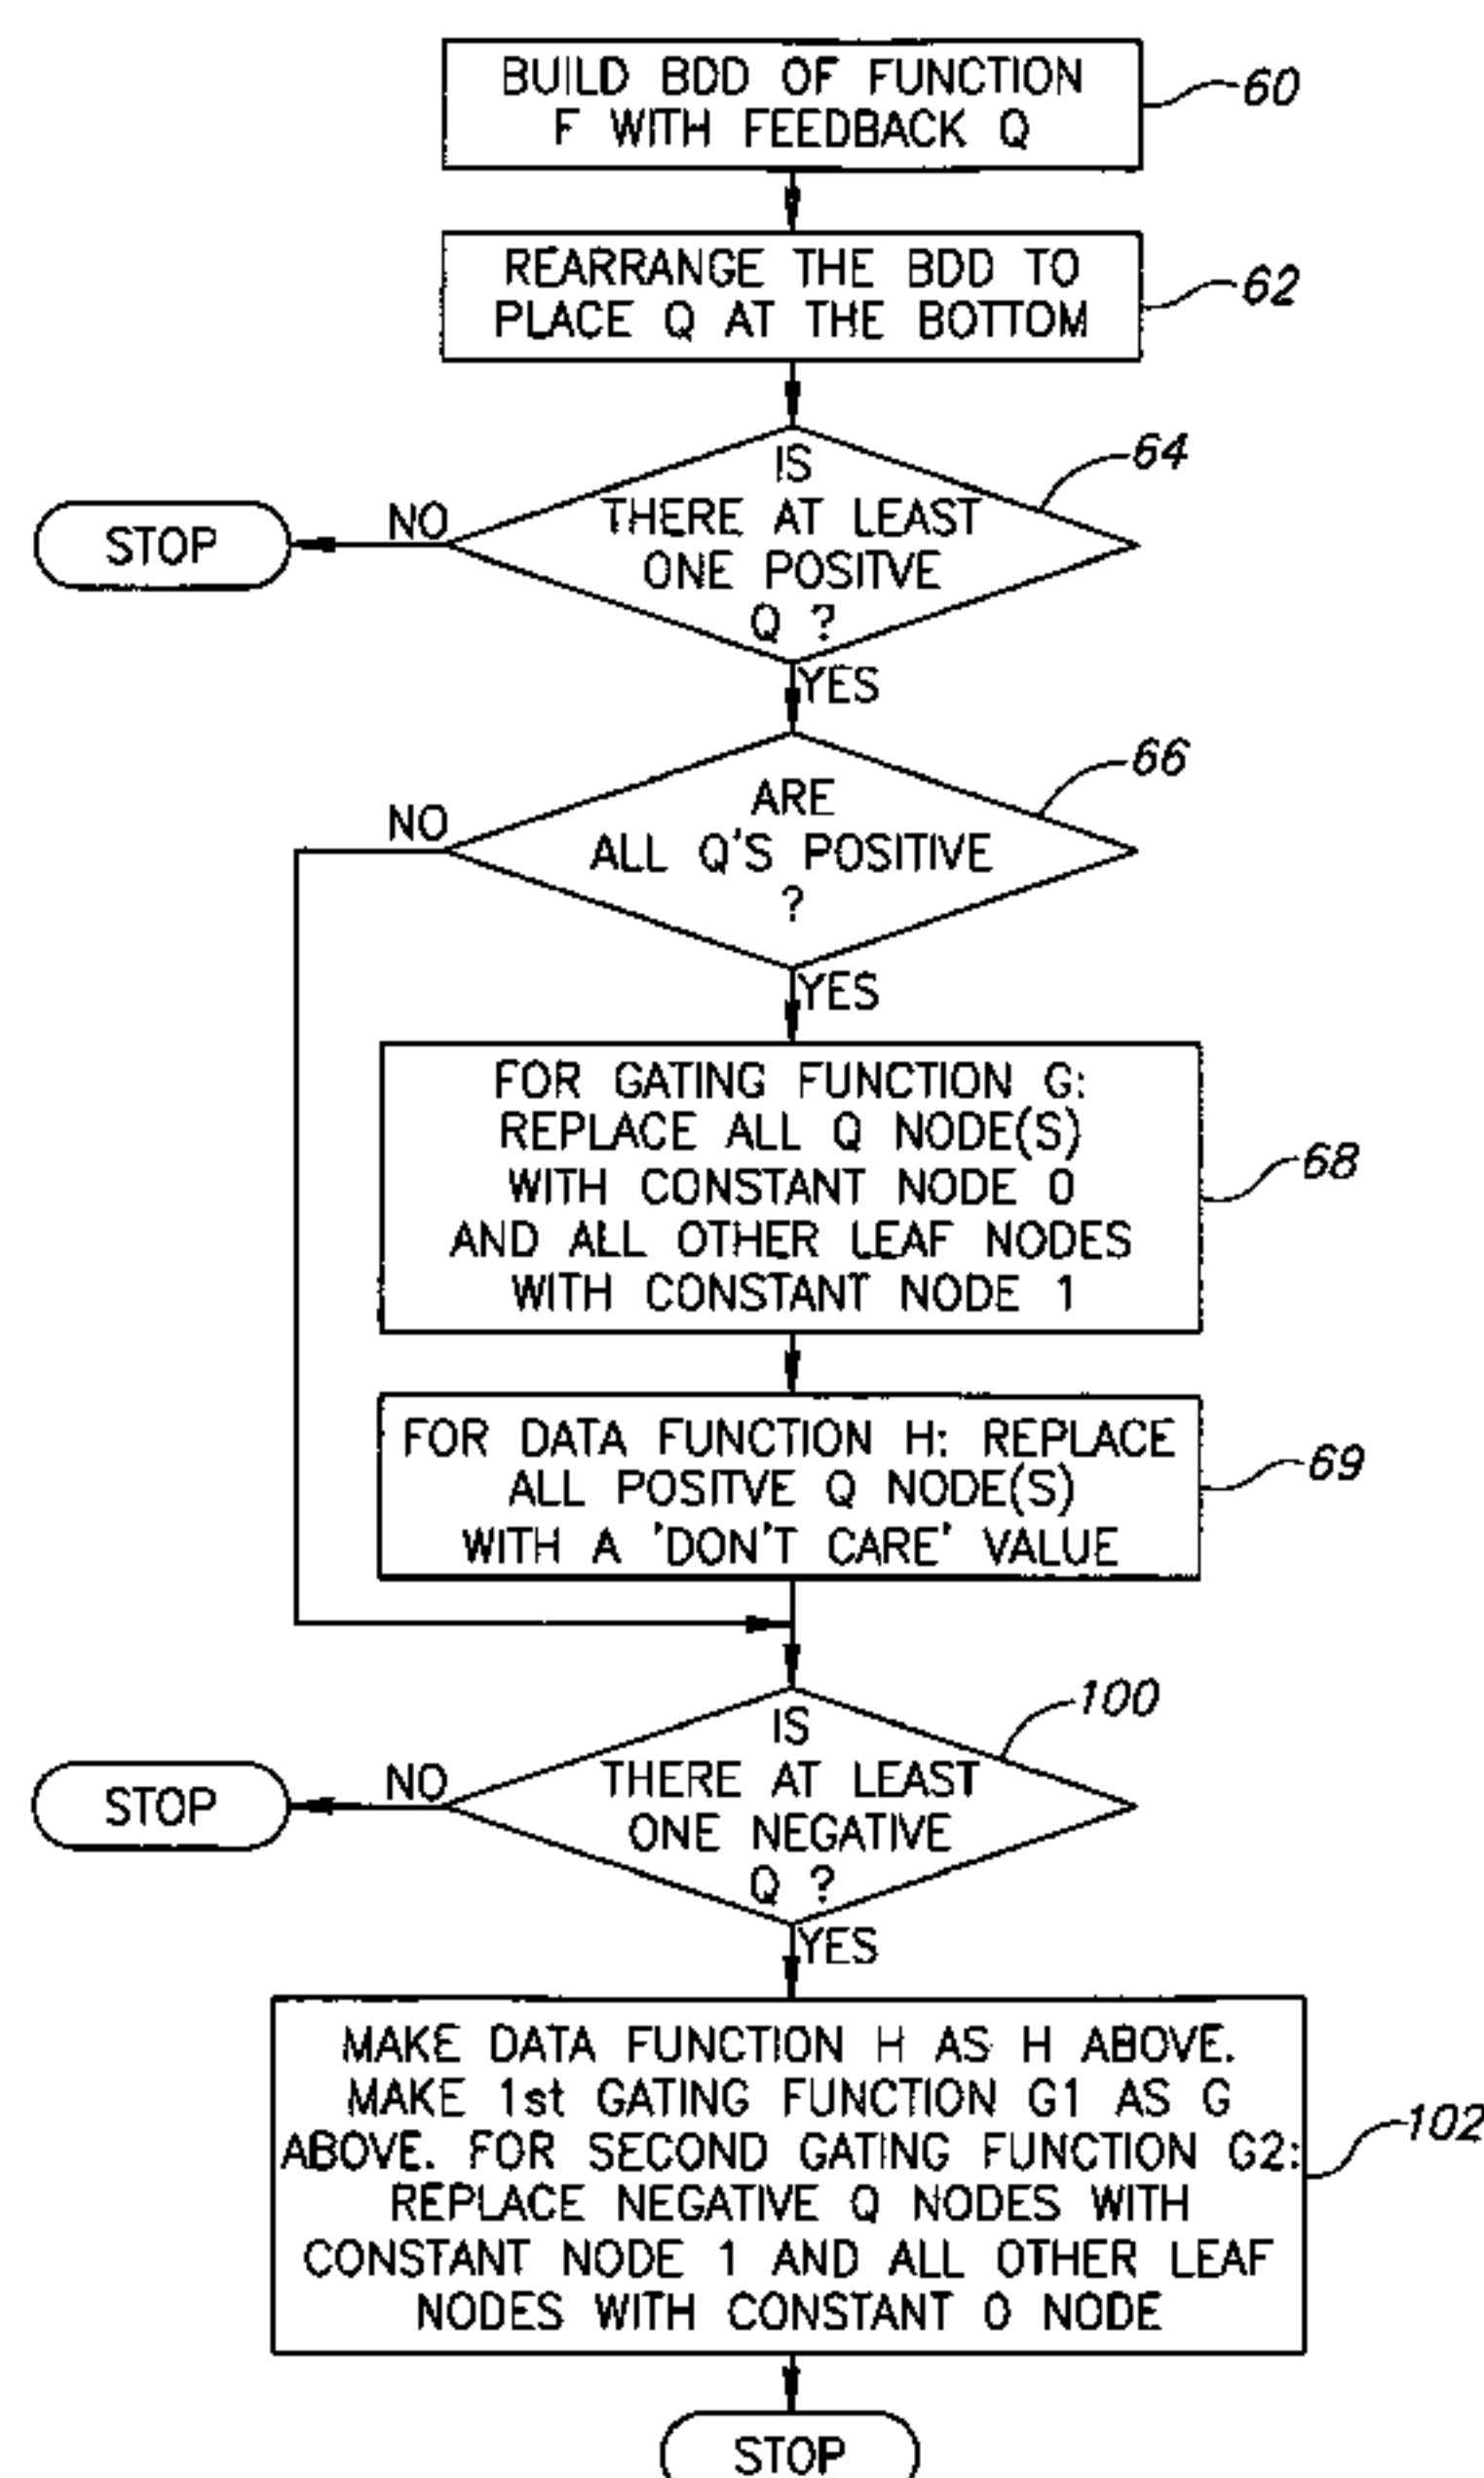 BUILD BDD OF FUNCTION
F WITH FEEDBACK Q
60
REARRANGE THE BDD TO
PLACE Q AT THE BOTTOM
62
IS
THERE AT LEAST
ONE POSITVE
Q ?
64
NO
STOP
YES
ARE
ALL Q'S POSITIVE
?
66
NO
YES
FOR GATING FUNCTION G:
REPLACE ALL Q NODE(S)
WITH CONSTANT NODE 0
AND ALL OTHER LEAF NODES
WITH CONSTANT NODE 1
68
FOR DATA FUNCTION H: REPLACE
ALL POSITVE Q NODE(S)
WITH A 'DON'T CARE' VALUE
69
IS
THERE AT LEAST
ONE NEGATIVE
Q ?
100
NO
STOP
YES
MAKE DATA FUNCTION H AS H ABOVE.
MAKE 1st GATING FUNCTION G1 AS G
ABOVE. FOR SECOND GATING FUNCTION G2:
REPLACE NEGATIVE Q NODES WITH
CONSTANT NODE 1 AND ALL OTHER LEAF
NODES WITH CONSTANT 0 NODE
102
STOP